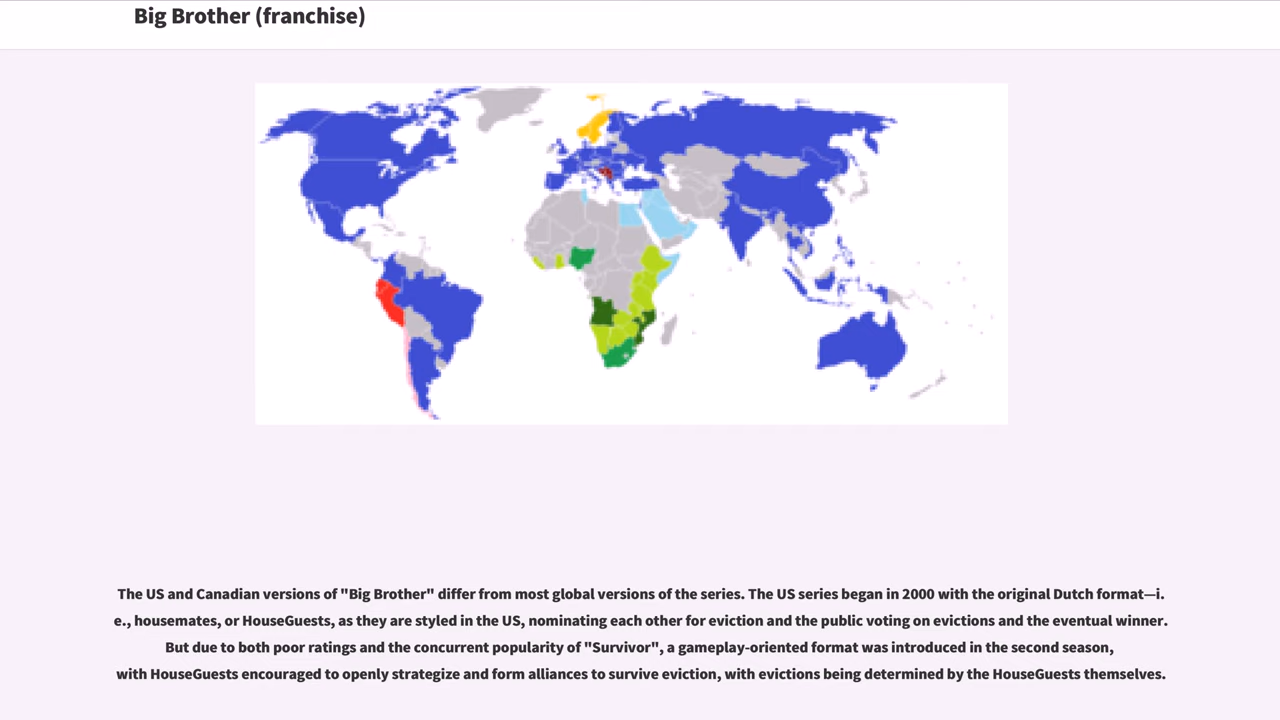 Big Brother (franchise)
The US and Canadian versions of "Big Brother" differ from most global versions of the series. The US series began in 2000 with the original Dutch format—i.
e., housemates, or HouseGuests, as they are styled in the US, nominating each other for eviction and the public voting on evictions and the eventual winner.
But due to both poor ratings and the concurrent popularity of "Survivor", a gameplay-oriented format was introduced in the second season,
with HouseGuests encouraged to openly strategize and form alliances to survive eviction, with evictions being determined by the HouseGuests themselves.